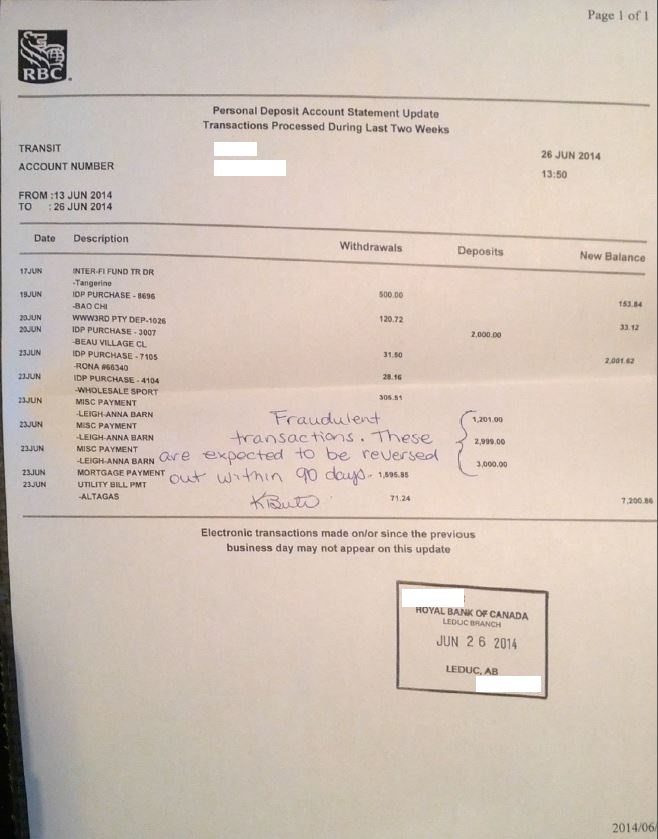 Page 1 of 1
RBC
Personal Deposit Account Statement Update
Transactions Processed During Last Two Weeks
TRANSIT
26 JUN 2014
ACCOUNT NUMBER
13:50
FROM :13 JUN 2014
TO : 26 JUN 2014
Date Description Withdrawals Deposits New Balance
17JUN INTER-FI FUND TR DR
-Tangerine 500.00 153.84
19JUN IDP PURCHASE - 8696
-BAO CHI 120.72 33.12
20JUN WWW3RD PTY DEP-1026 2,000.00
20JUN IDP PURCHASE - 3007
-BEAU VILLAGE CL 31.50 2,001.62
23JUN IDP PURCHASE - 7105
-RONA #66340 28.16
23JUN IDP PURCHASE - 4104
-WHOLESALE SPORT 305.51
23JUN MISC PAYMENT
-LEIGH-ANNA BARN 1,201.00
23JUN MISC PAYMENT
-LEIGH-ANNA BARN 2,999.00
23JUN MISC PAYMENT
-LEIGH-ANNA BARN 3,000.00
23JUN MORTGAGE PAYMENT 1,595.85
23JUN UTILITY BILL PMT
-ALTAGAS 71.24 7,200.86
Fraudulent
transactions. These
are expected to be reversed
out within 90 days.
Electronic transactions made on/or since the previous
business day may not appear on this update
ROYAL BANK OF CANADA
LEDUC BRANCH
JUN 26 2014
LEDUC, AB
2014/06/